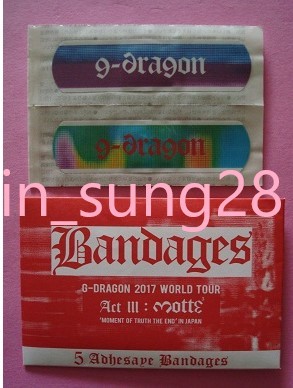 g-dragon
g-dragon
in_sung28
Bandages
G-DRAGON 2017 WORLD TOUR
Act III : MOTTE
'MOMENT OF TRUTH THE END' IN JAPAN
5 Adhesave Bandages